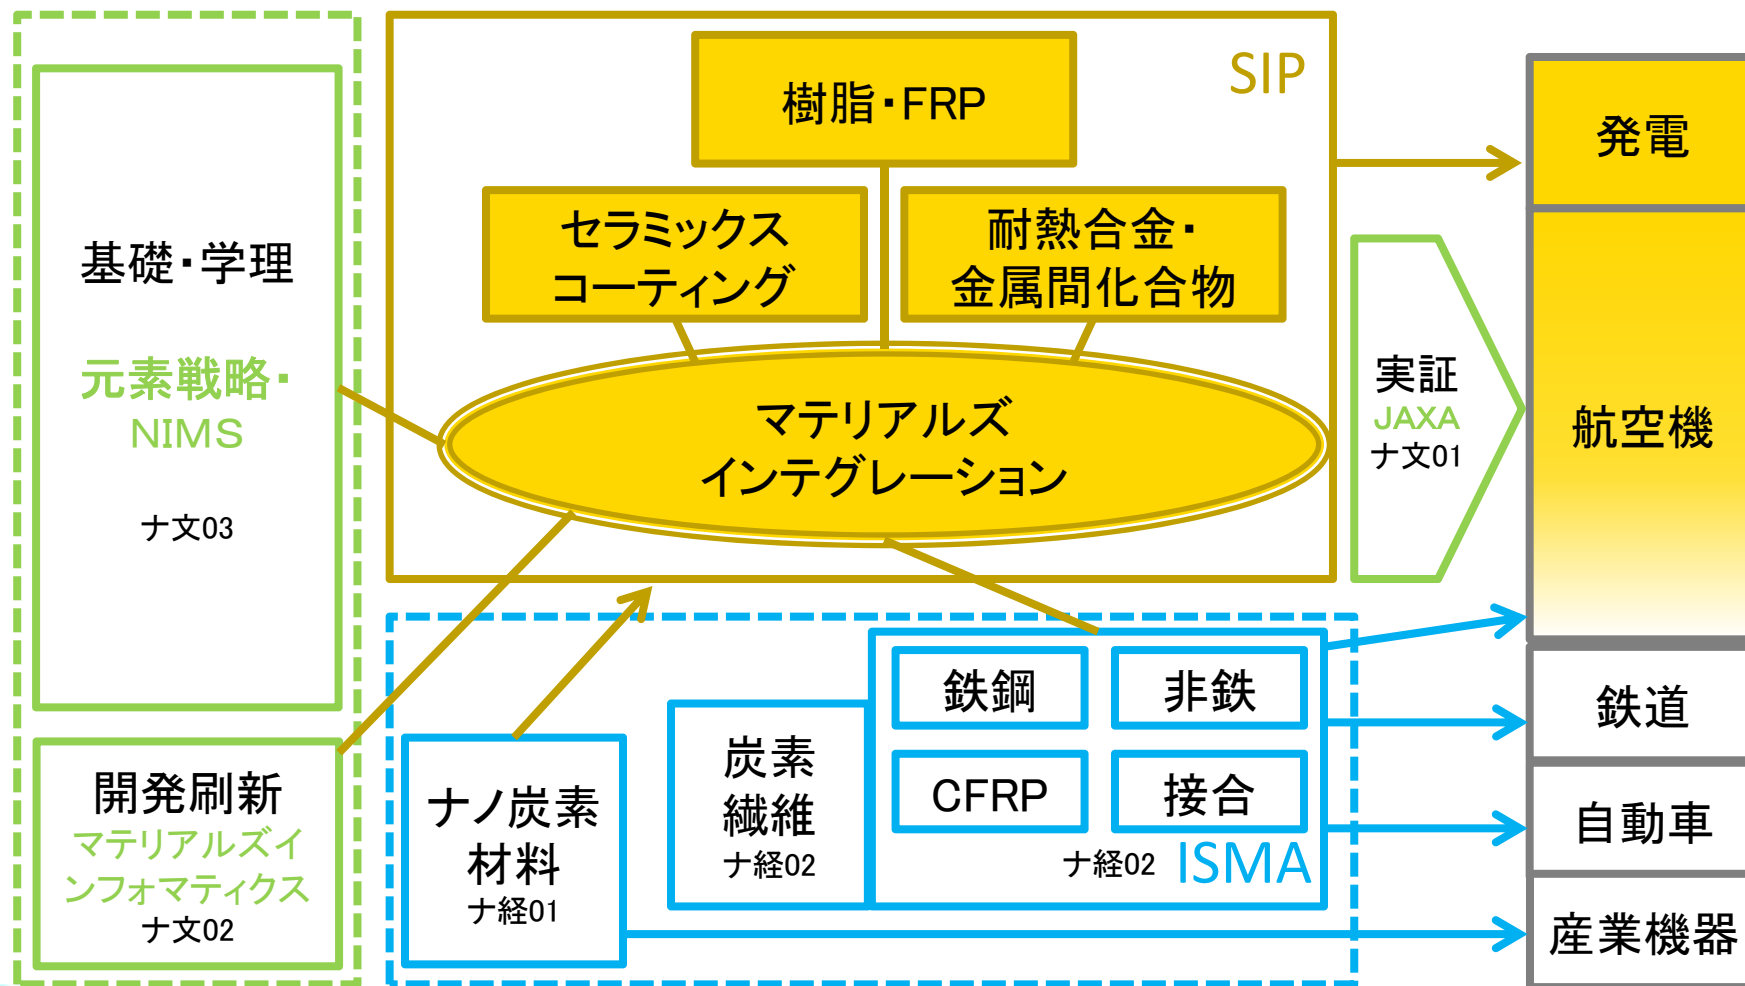 基礎・学理
元素戦略・
NIMS
ナ文03
開発刷新
マテリアルズイ
ンフォマティクス
ナ文02
SIP
樹脂・FRP
セラミックス
コーティング
耐熱合金・
金属間化合物
マテリアルズ
インテグレーション
実証
JAXA
ナ文01
ナノ炭素
材料
ナ経01
炭素
繊維
ナ経02
鉄鋼
非鉄
CFRP
接合
ナ経02
ISMA
発電
航空機
鉄道
自動車
産業機器